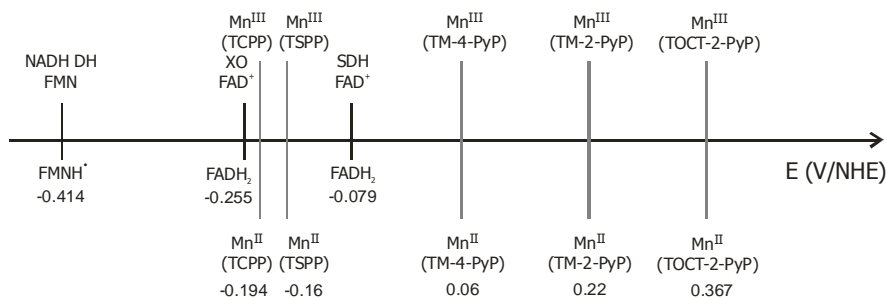 Mn^III Mn^III Mn^III Mn^III Mn^III
(TCPP) (TSPP) (TM-4-PyP) (TM-2-PyP) (TOCT-2-PyP)
NADH DH XO SDH
FMN FAD⁺ FAD⁺
E (V/NHE)
FMNH• FADH₂ FADH₂
-0.414 -0.255 -0.079
Mn^II Mn^II Mn^II Mn^II Mn^II
(TCPP) (TSPP) (TM-4-PyP) (TM-2-PyP) (TOCT-2-PyP)
-0.194 -0.16 0.06 0.22 0.367